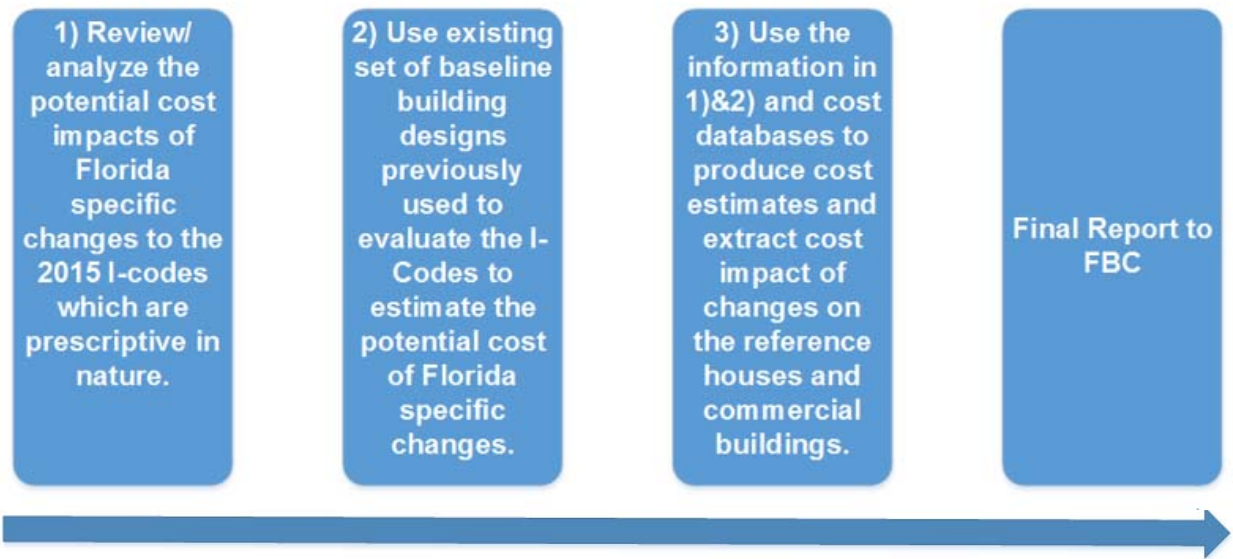 1) Review/
analyze the
potential cost
impacts of
Florida
specific
changes to the
2015 I-codes
which are
prescriptive in
nature.
2) Use existing
set of baseline
building
designs
previously
used to
evaluate the I-
Codes to
estimate the
potential cost
of Florida
specific
changes.
3) Use the
information in
1)&2) and cost
databases to
produce cost
estimates and
extract cost
impact of
changes on
the reference
houses and
commercial
buildings.
Final Report to
FBC